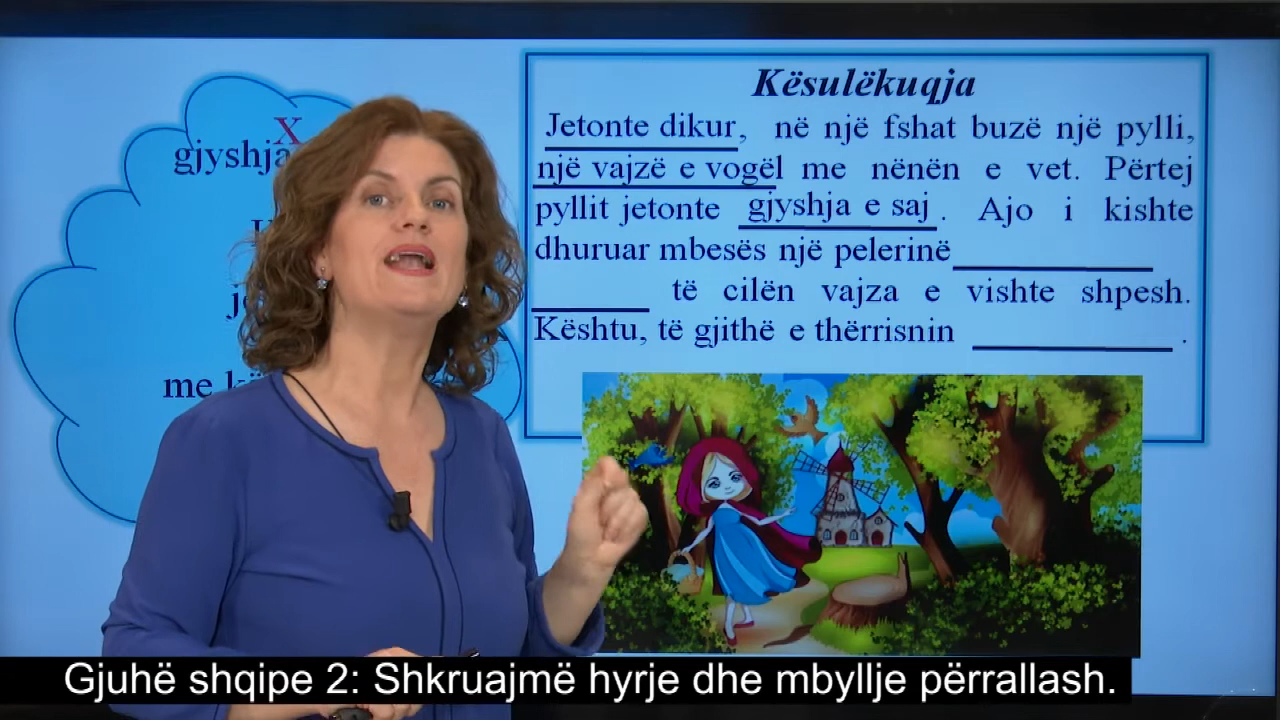 Kësulëkuqja
Jetonte dikur, në një fshat buzë një pylli,
një vajzë e vogël me nënën e vet. Përtej
pyllit jetonte gjyshja e saj. Ajo i kishte
dhuruar mbesës një pelerinë
të cilën vajza e vishte shpesh.
Kështu, të gjithë e thërrisnin .
X
gjyshja
me
Gjuhë shqipe 2: Shkruajmë hyrje dhe mbyllje përrallash.